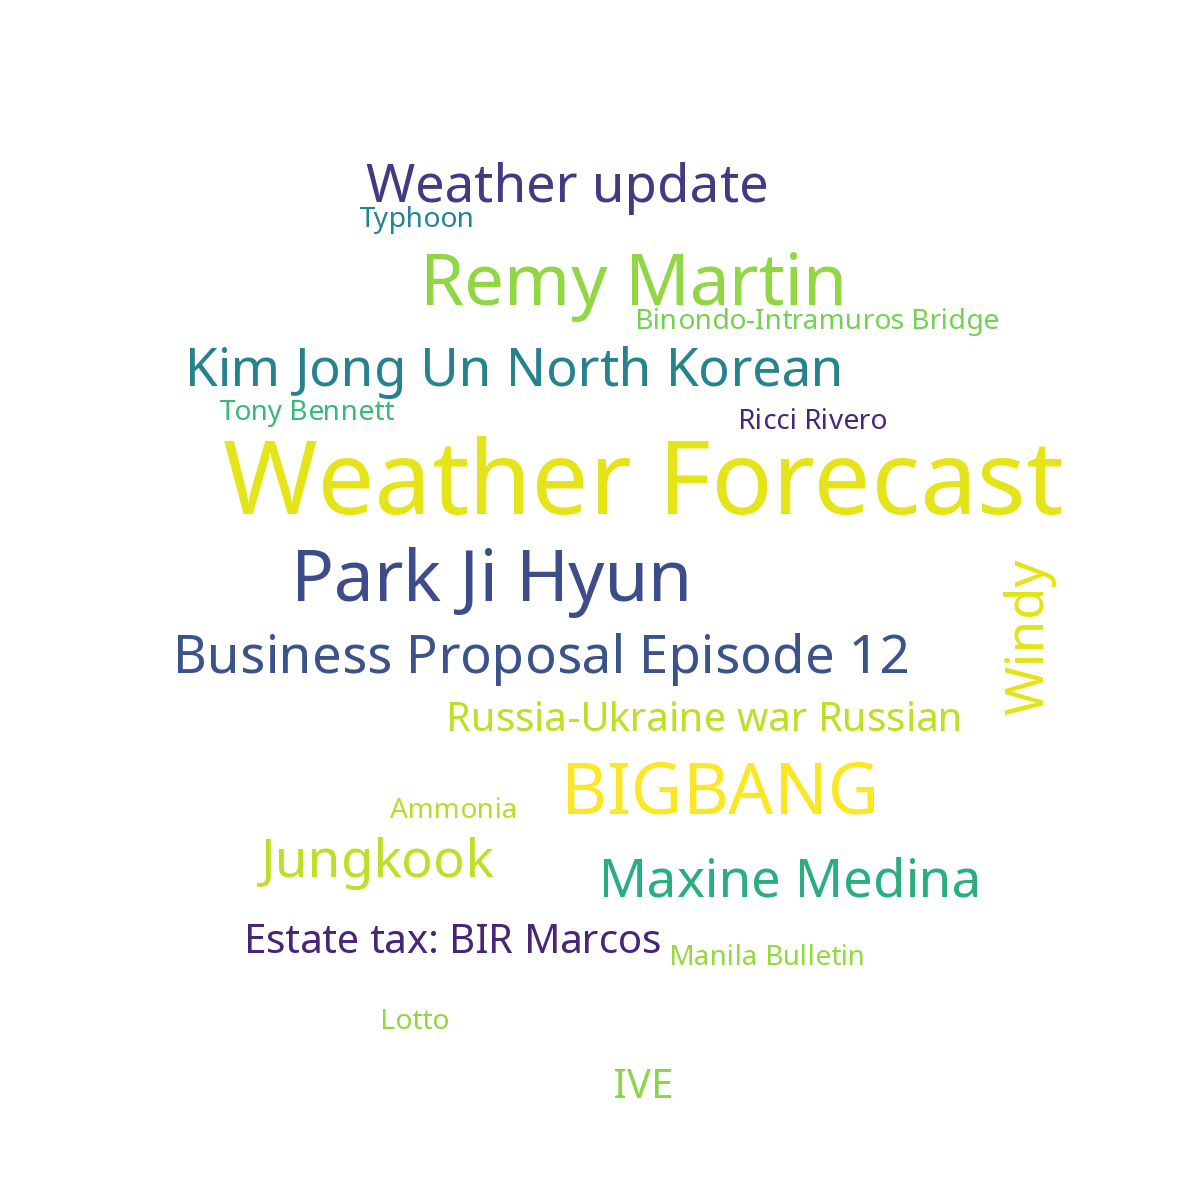 Weather update
Typhoon
Remy Martin
Binondo-Intramuros Bridge
Kim Jong Un North Korean
Tony Bennett
Ricci Rivero
Weather Forecast
Park Ji Hyun
Windy
Business Proposal Episode 12
Russia-Ukraine war Russian
BIGBANG
Ammonia
Jungkook
Maxine Medina
Estate tax: BIR Marcos
Manila Bulletin
Lotto
IVE